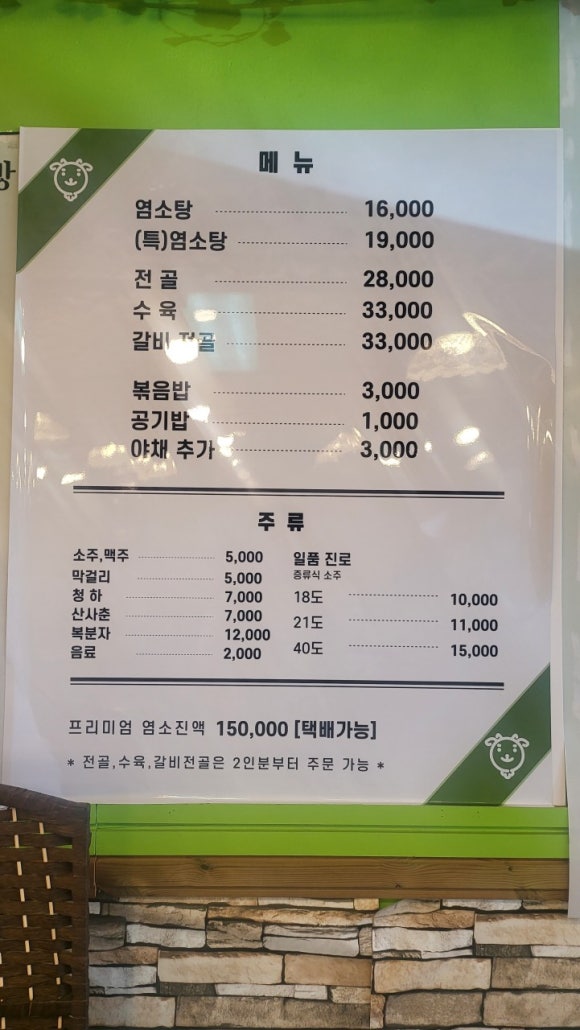 메 뉴
염소탕 16,000
(특)염소탕 19,000
전 골 28,000
수 육 33,000
갈비 전골 33,000
볶음밥 3,000
공기밥 1,000
야채 추가 3,000
주 류
소주,맥주 5,000
막걸리 5,000
청 하 7,000
산사춘 7,000
복분자 12,000
음료 2,000
일품 진로
증류식 소주
18도 10,000
21도 11,000
40도 15,000
프리미엄 염소진액 150,000 [택배가능]
* 전골,수육,갈비전골은 2인분부터 주문 가능 *